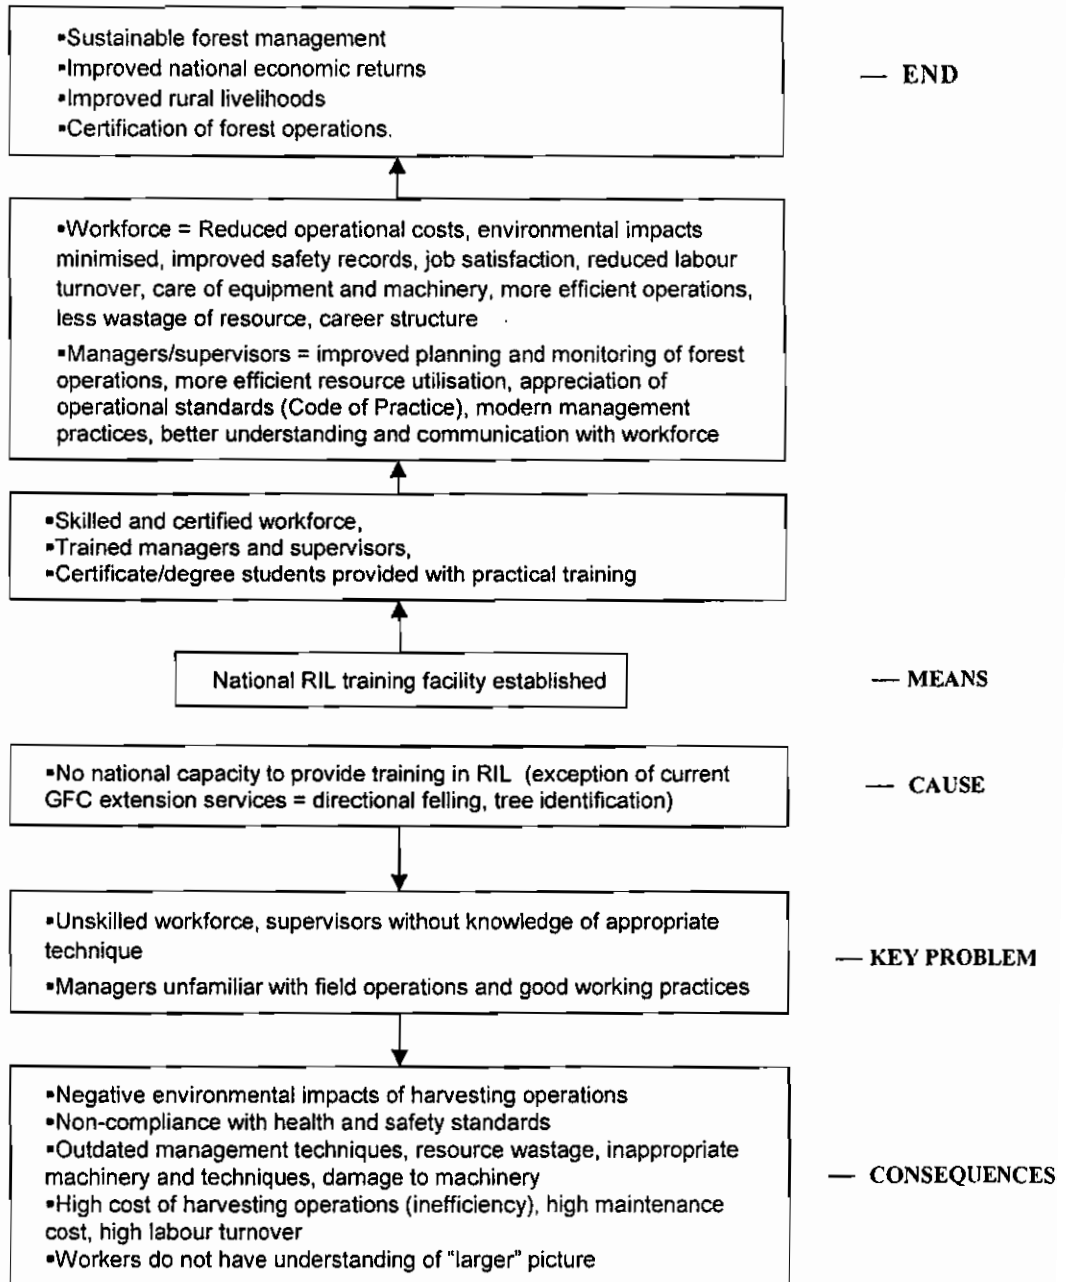 ▪Sustainable forest management
▪Improved national economic returns
▪Improved rural livelihoods
▪Certification of forest operations.
— END
▪Workforce = Reduced operational costs, environmental impacts
minimised, improved safety records, job satisfaction, reduced labour
turnover, care of equipment and machinery, more efficient operations,
less wastage of resource, career structure
▪Managers/supervisors = improved planning and monitoring of forest
operations, more efficient resource utilisation, appreciation of
operational standards (Code of Practice), modern management
practices, better understanding and communication with workforce
▪Skilled and certified workforce,
▪Trained managers and supervisors,
▪Certificate/degree students provided with practical training
National RIL training facility established
— MEANS
▪No national capacity to provide training in RIL (exception of current
GFC extension services = directional felling, tree identification)
— CAUSE
▪Unskilled workforce, supervisors without knowledge of appropriate
technique
▪Managers unfamiliar with field operations and good working practices
— KEY PROBLEM
▪Negative environmental impacts of harvesting operations
▪Non-compliance with health and safety standards
▪Outdated management techniques, resource wastage, inappropriate
machinery and techniques, damage to machinery
▪High cost of harvesting operations (inefficiency), high maintenance
cost, high labour turnover
▪Workers do not have understanding of "larger" picture
— CONSEQUENCES